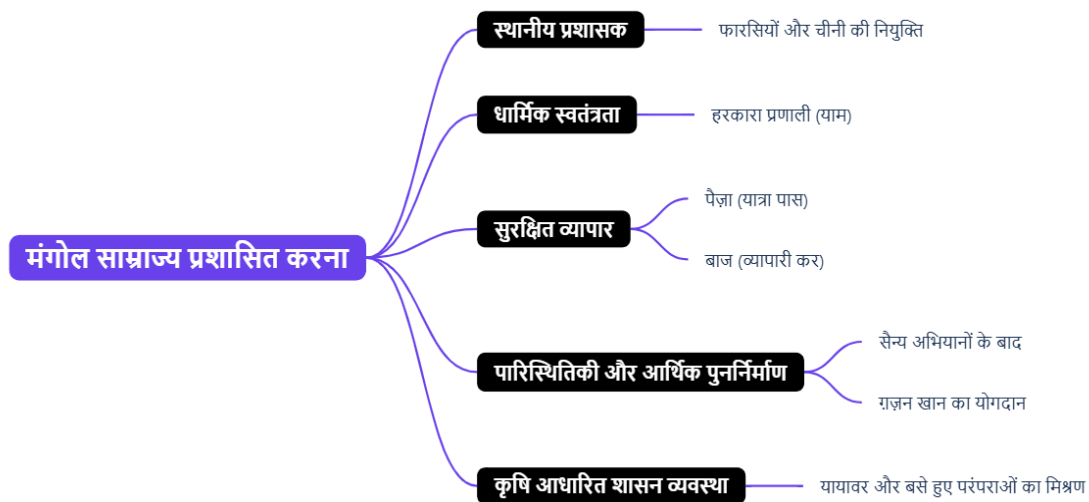 मंगोल साम्राज्य प्रशासित करना
स्थानीय प्रशासक
फारसियों और चीनी की नियुक्ति
धार्मिक स्वतंत्रता
हरकारा प्रणाली (याम)
सुरक्षित व्यापार
पैज़ा (यात्रा पास)
बाज (व्यापारी कर)
पारिस्थितिकी और आर्थिक पुनर्निर्माण
सैन्य अभियानों के बाद
ग़ज़न खान का योगदान
कृषि आधारित शासन व्यवस्था
यायावर और बसे हुए परंपराओं का मिश्रण